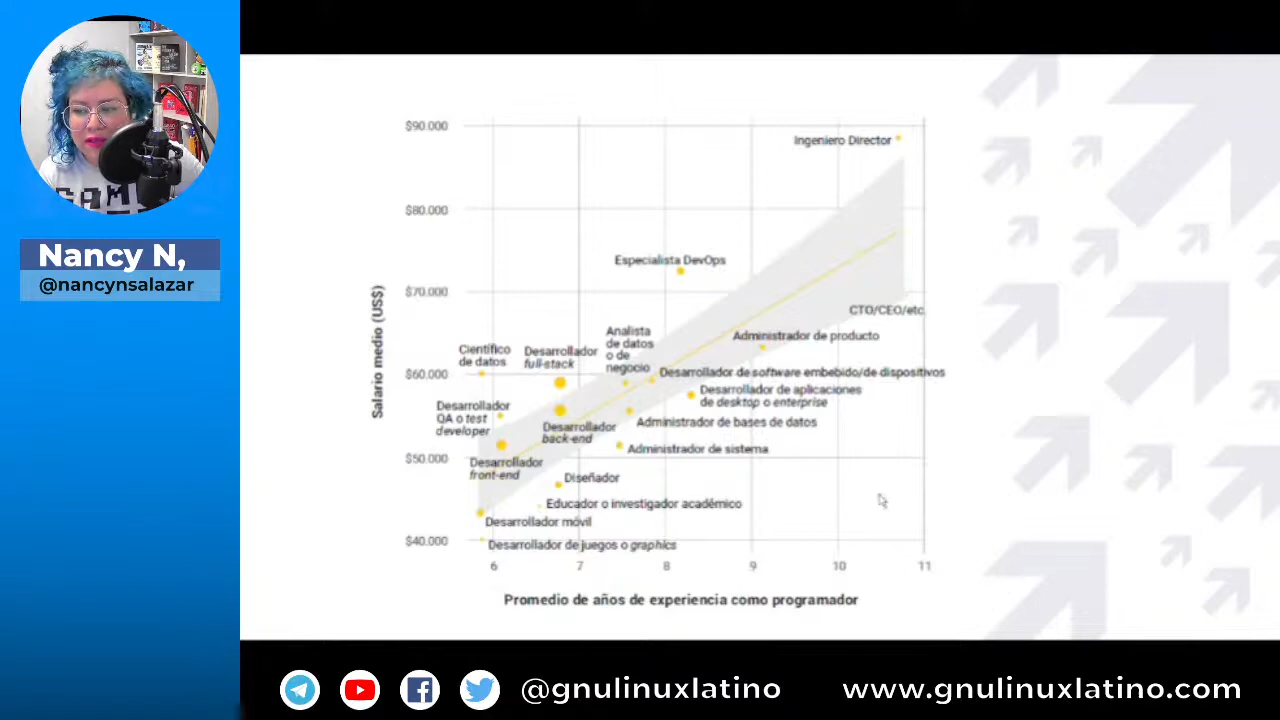 Nancy N,
@nancynsalazar
$90.000
$80.000
$70.000
$60.000
$50.000
$40.000
Salario medio (US$)
Ingeniero Director
Especialista DevOps
CTO/CEO/etc.
Administrador de producto
Analista
de datos
o de
negocio
Científico
de datos
Desarrollador
full-stack
Desarrollador de software embebido/de dispositivos
Desarrollador de aplicaciones
de desktop o enterprise
Desarrollador
QA o test
developer
Administrador de bases de datos
Desarrollador
back-end
Administrador de sistema
Desarrollador
front-end
Diseñador
Educador o investigador académico
Desarrollador móvil
Desarrollador de juegos o graphics
6 7 8 9 10 11
Promedio de años de experiencia como programador
@gnulinuxlatino
www.gnulinuxlatino.com